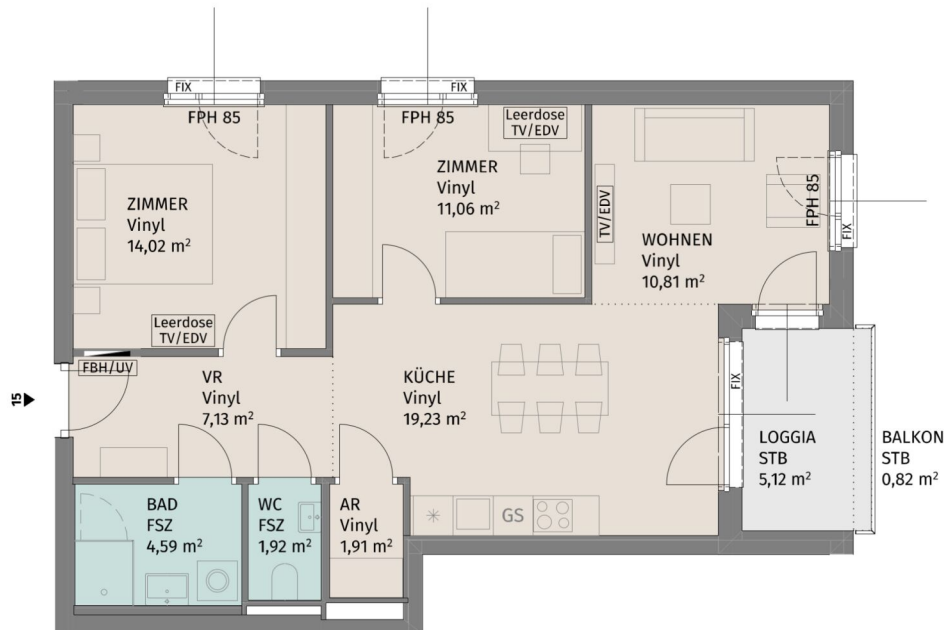 FIX
FPH 85
FIX
FPH 85
Leerdose
TV/EDV
ZIMMER
Vinyl
14,02 m²
ZIMMER
Vinyl
11,06 m²
TV/EDV
WOHNEN
Vinyl
10,81 m²
FPH 85
FIX
Leerdose
TV/EDV
FBH/UV
15
VR
Vinyl
7,13 m²
KÜCHE
Vinyl
19,23 m²
FIX
LOGGIA
STB
5,12 m²
BALKON
STB
0,82 m²
BAD
FSZ
4,59 m²
WC
FSZ
1,92 m²
AR
Vinyl
1,91 m²
GS